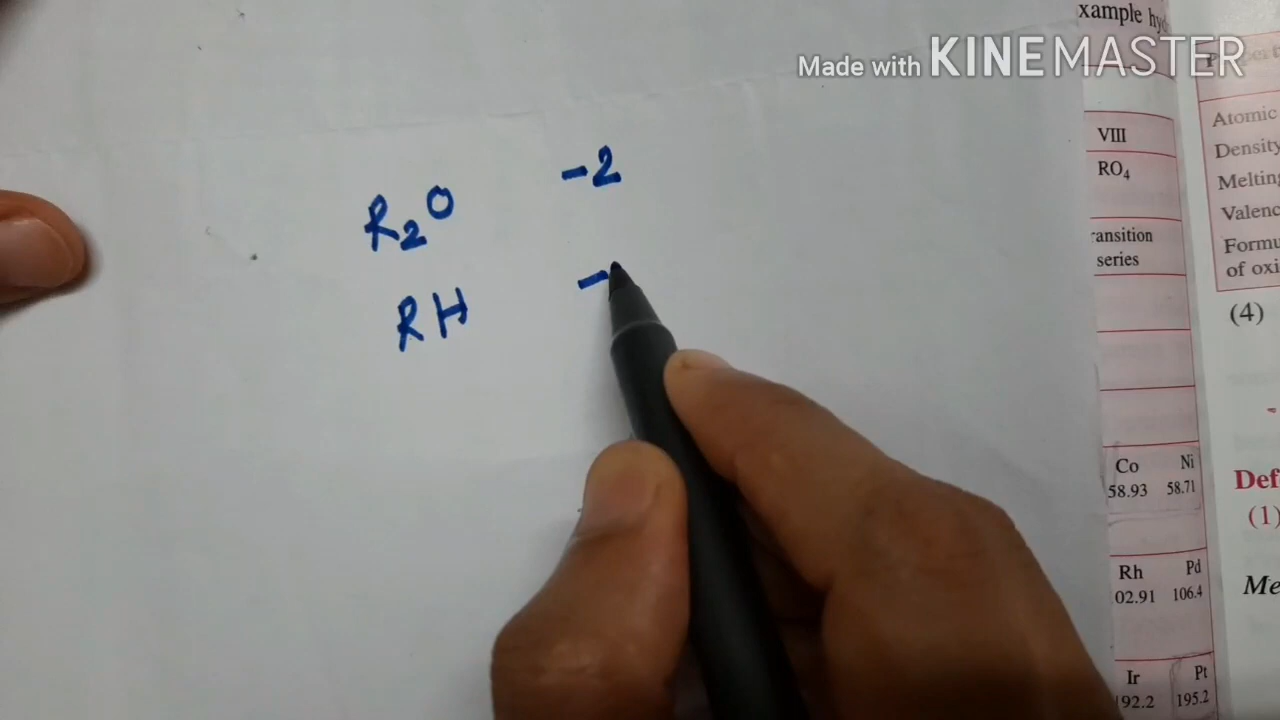 Made with KINEMASTER
R₂O -2
RH -
xample
VIII
RO₄
ransition
series
Co Ni
58.93 58.71
Rh Pd
02.91 106.4
Ir Pt
192.2 195.2
Atomic
Density
Melting
Valenc
Formu
of oxi
(4)
Def
(1)
Me